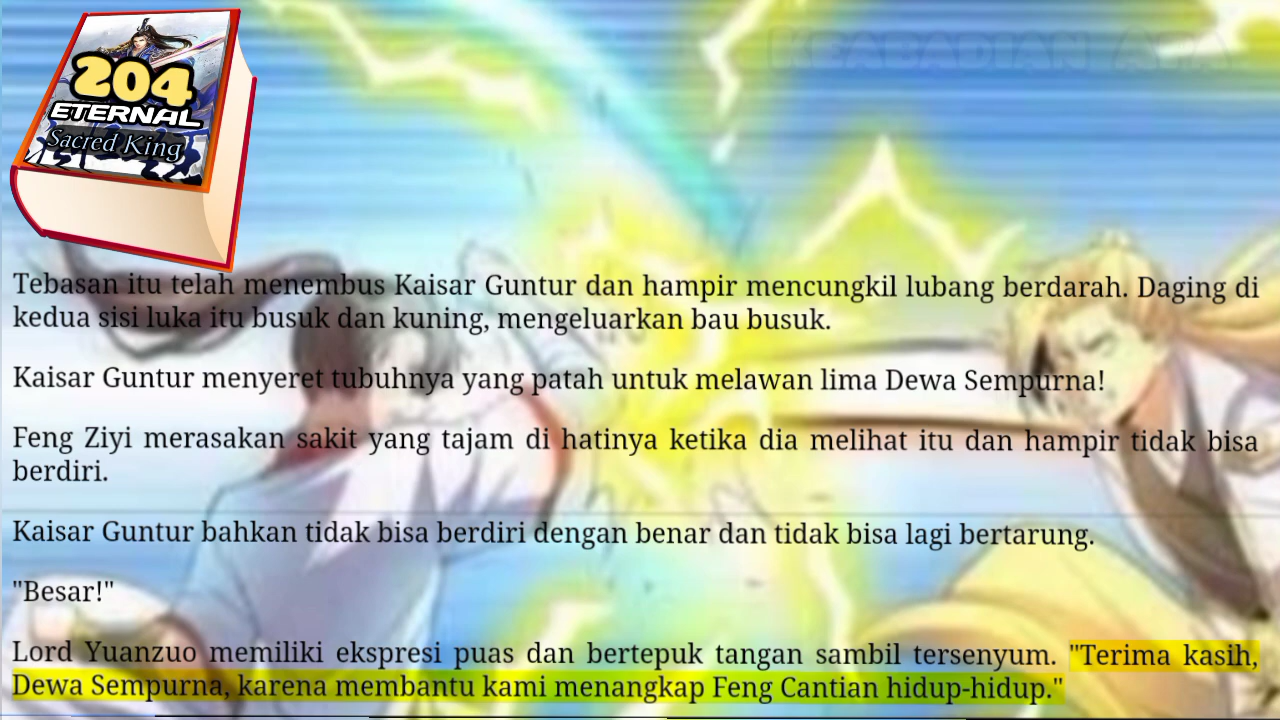 204
ETERNAL
Sacred King
Tebasan itu telah menembus Kaisar Guntur dan hampir mencungkil lubang berdarah. Daging di
kedua sisi luka itu busuk dan kuning, mengeluarkan bau busuk.
Kaisar Guntur menyeret tubuhnya yang patah untuk melawan lima Dewa Sempurna!
Feng Ziyi merasakan sakit yang tajam di hatinya ketika dia melihat itu dan hampir tidak bisa
berdiri.
Kaisar Guntur bahkan tidak bisa berdiri dengan benar dan tidak bisa lagi bertarung.
"Besar!"
Lord Yuanzuo memiliki ekspresi puas dan bertepuk tangan sambil tersenyum. "Terima kasih,
Dewa Sempurna, karena membantu kami menangkap Feng Cantian hidup-hidup."